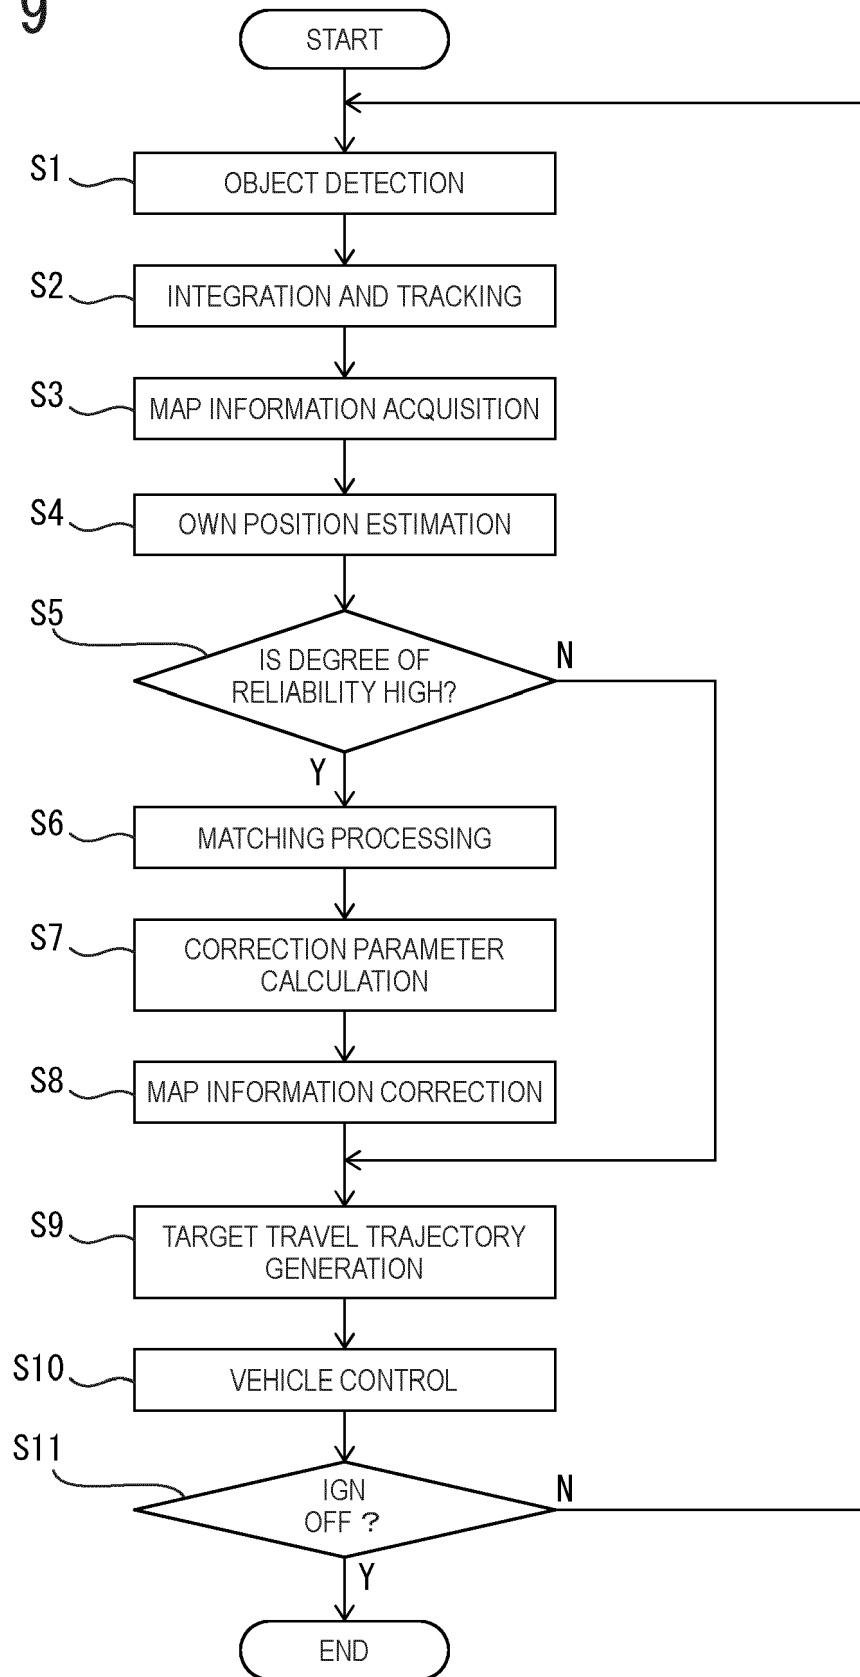 9
START
S1
OBJECT DETECTION
S2
INTEGRATION AND TRACKING
S3
MAP INFORMATION ACQUISITION
S4
OWN POSITION ESTIMATION
S5
IS DEGREE OF
RELIABILITY HIGH?
N
Y
S6
MATCHING PROCESSING
S7
CORRECTION PARAMETER
CALCULATION
S8
MAP INFORMATION CORRECTION
S9
TARGET TRAVEL TRAJECTORY
GENERATION
S10
VEHICLE CONTROL
S11
IGN
OFF ?
N
Y
END